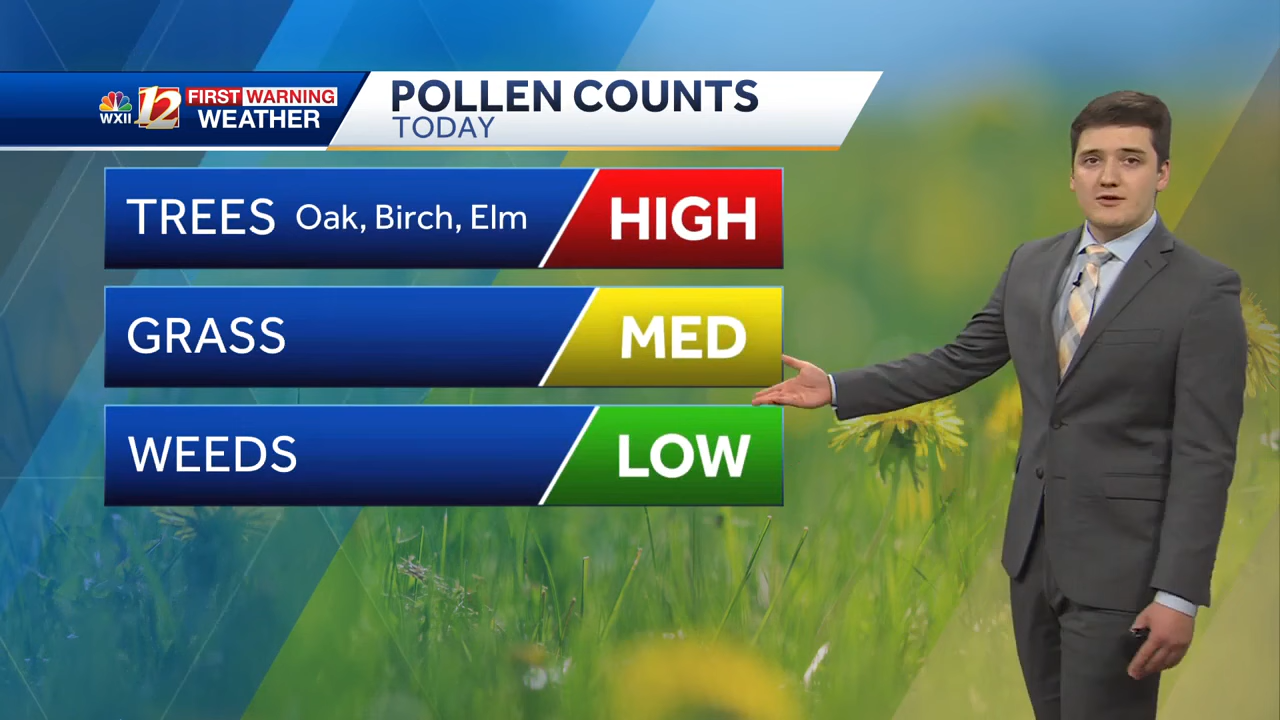 WXII 12 FIRST WARNING
WEATHER
POLLEN COUNTS
TODAY
TREES Oak, Birch, Elm HIGH
GRASS MED
WEEDS LOW